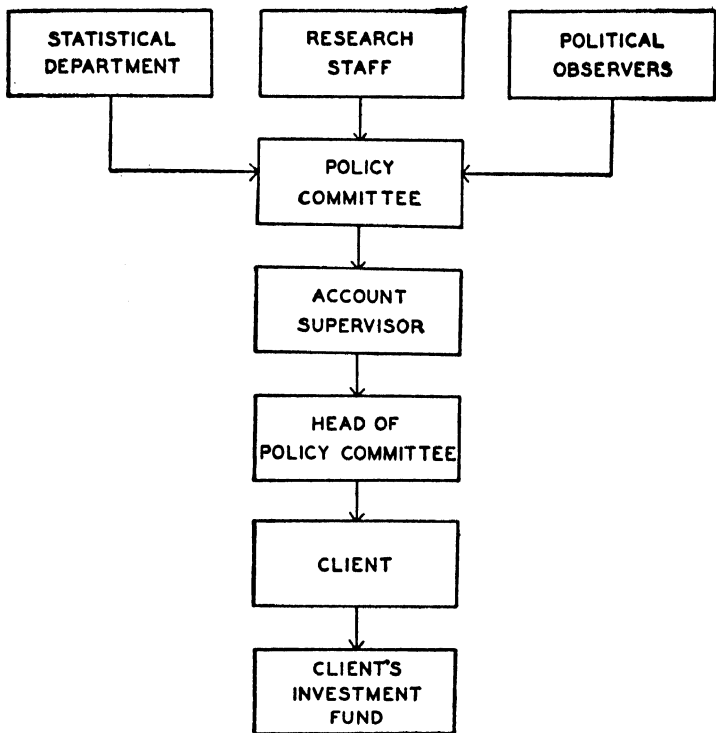 STATISTICAL
DEPARTMENT
RESEARCH
STAFF
POLITICAL
OBSERVERS
POLICY
COMMITTEE
ACCOUNT
SUPERVISOR
HEAD OF
POLICY COMMITTEE
CLIENT
CLIENT'S
INVESTMENT
FUND